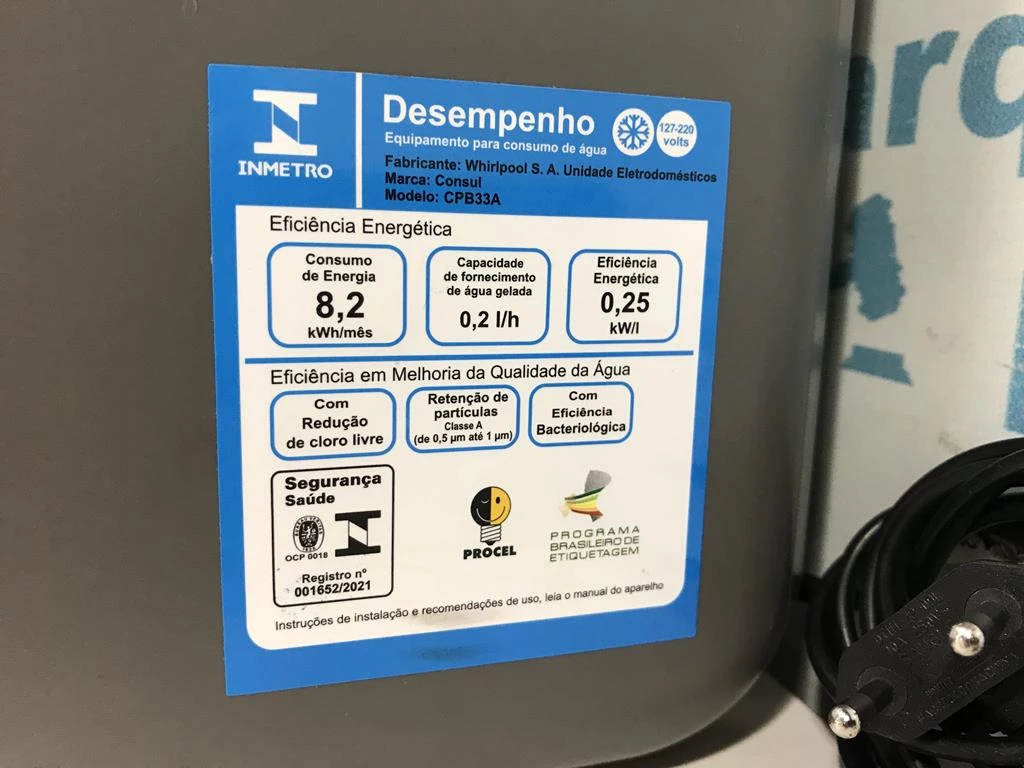 INMETRO
Desempenho
Equipamento para consumo de água
127-220
volts
Fabricante: Whirlpool S. A. Unidade Eletrodomésticos
Marca: Consul
Modelo: CPB33A
Eficiência Energética
Consumo
de Energia
8,2
kWh/mês
Capacidade
de fornecimento
de água gelada
0,2 l/h
Eficiência
Energética
0,25
kW/l
Eficiência em Melhoria da Qualidade da Água
Com
Redução
de cloro livre
Retenção de
partículas
Classe A
(de 0,5 µm até 1 µm)
Com
Eficiência
Bacteriológica
Segurança
Saúde
OCP 0018
Registro nº
001652/2021
PROCEL
PROGRAMA
BRASILEIRO DE
ETIQUETAGEM
Instruções de instalação e recomendações de uso, leia o manual do aparelho